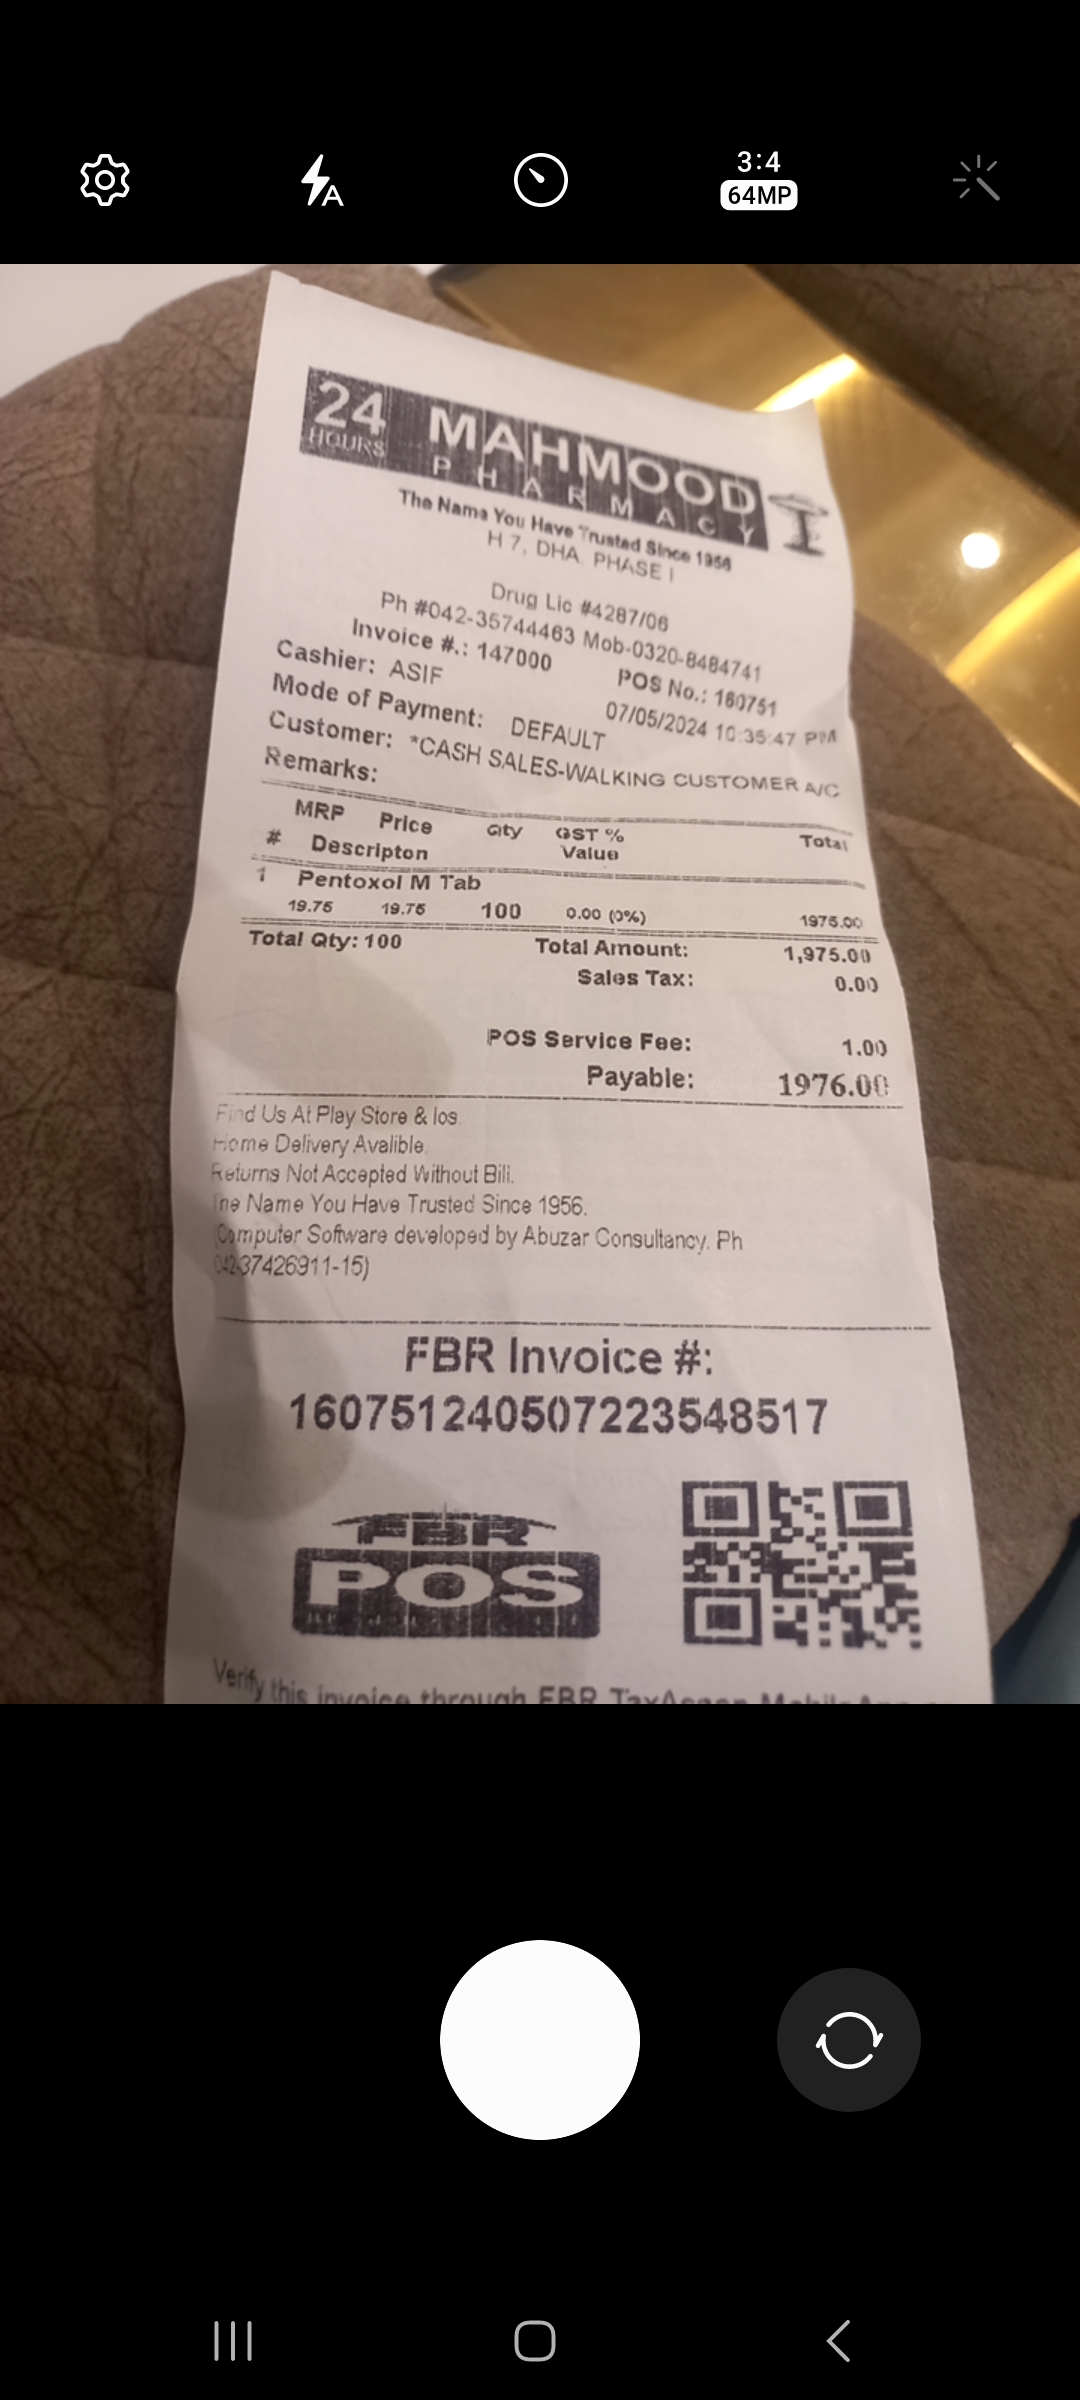 3:4
64MP
24 HOURS MAHMOOD
PHARMACY
The Name You Have Trusted Since 1956
H 7, DHA, PHASE I
Drug Lic #4287/06
Ph #042-35744463 Mob-0320-8484741
Invoice #.: 147000 POS No.: 160751
Cashier: ASIF 07/05/2024 10:35:47 PM
Mode of Payment: DEFAULT
Customer: *CASH SALES-WALKING CUSTOMER A/C
Remarks:
MRP Price Qty GST % Total
# Descripton Value
1 Pentoxol M Tab
19.75 19.75 100 0.00 (0%) 1975.00
Total Qty: 100 Total Amount: 1,975.00
Sales Tax: 0.00
POS Service Fee: 1.00
Payable: 1976.00
Find Us At Play Store & Ios.
Home Delivery Avalible.
Returns Not Accepted Without Bill.
The Name You Have Trusted Since 1956.
(Computer Software developed by Abuzar Consultancy. Ph
042-37426911-15)
FBR Invoice #:
160751240507223548517
FBR
POS
Verify this invoice through FBR TaxAsaan MobileApp